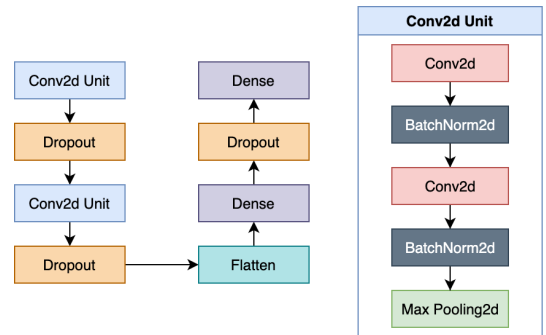 Conv2d Unit
Dropout
Conv2d Unit
Dropout
Flatten
Dense
Dropout
Dense
Conv2d Unit
Conv2d
BatchNorm2d
Conv2d
BatchNorm2d
Max Pooling2d